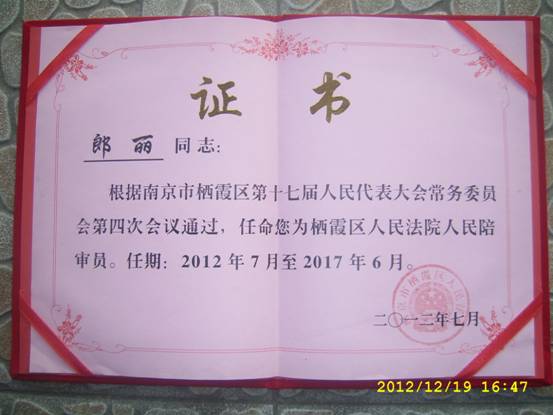 证 书
郎 丽 同志：
根据南京市栖霞区第十七届人民代表大会常务委员
会第四次会议通过，任命您为栖霞区人民法院人民陪
审员。任期：2012年7月至2017年6月。
二〇一二年七月
2012/12/19 16:47